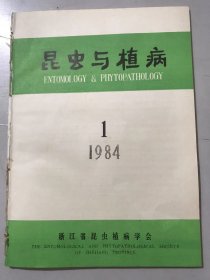 昆虫与植病
ENTOMOLOGY & PHYTOPATHOLOGY
1
1984
浙江省昆虫植病学会
THE ENTOMOLOGICAL AND PHYTOPATHOLOGICAL SOCIETY
OF ZHEJIANG PROVINCE